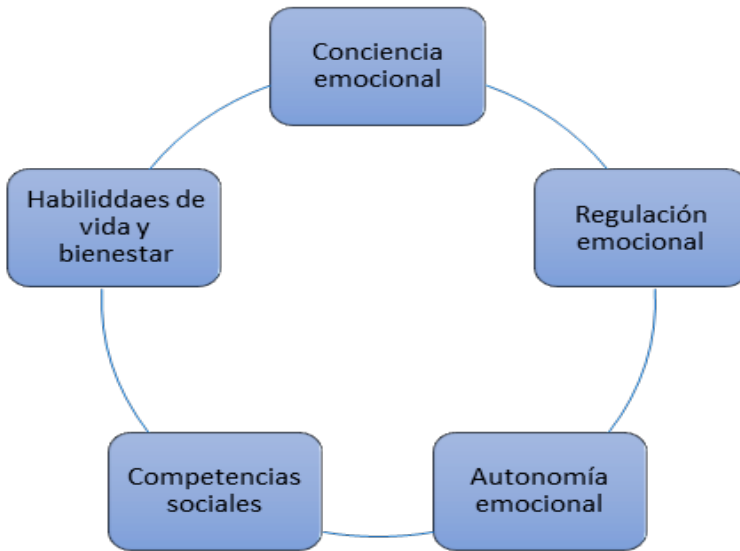 Conciencia
emocional
Regulación
emocional
Autonomía
emocional
Competencias
sociales
Habiliddaes de
vida y
bienestar